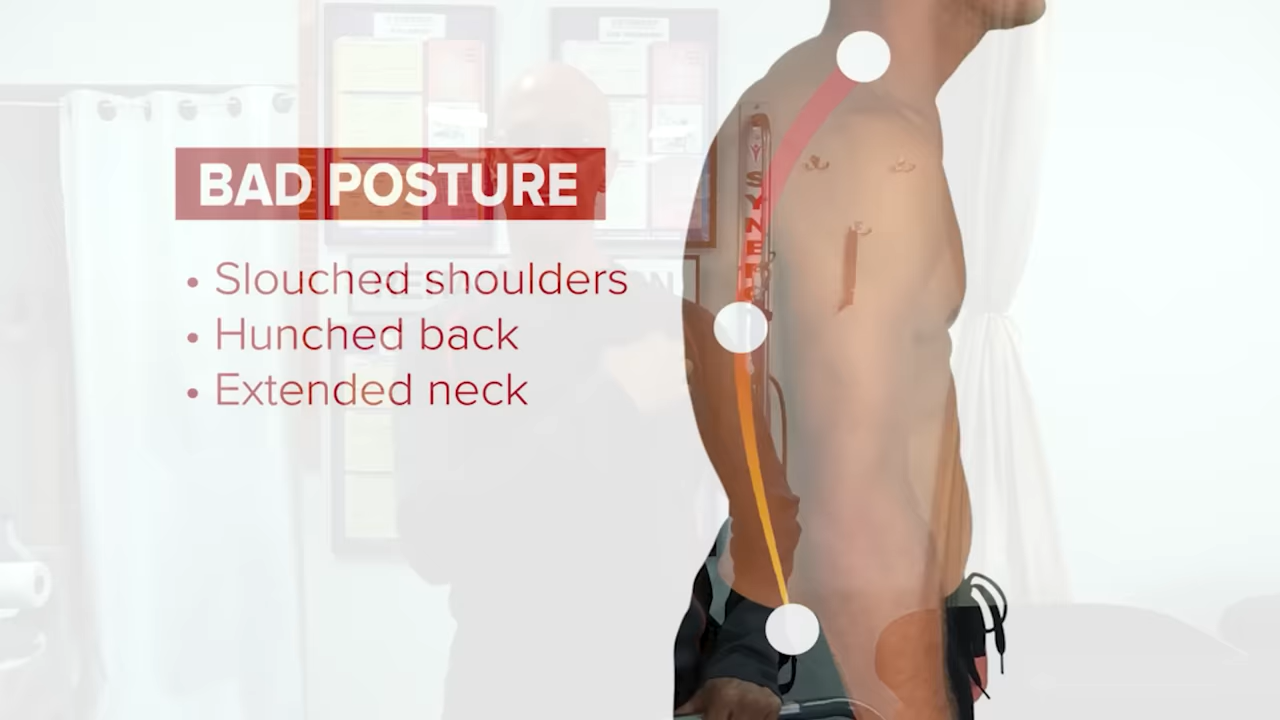 BAD POSTURE
• Slouched shoulders
• Hunched back
• Extended neck